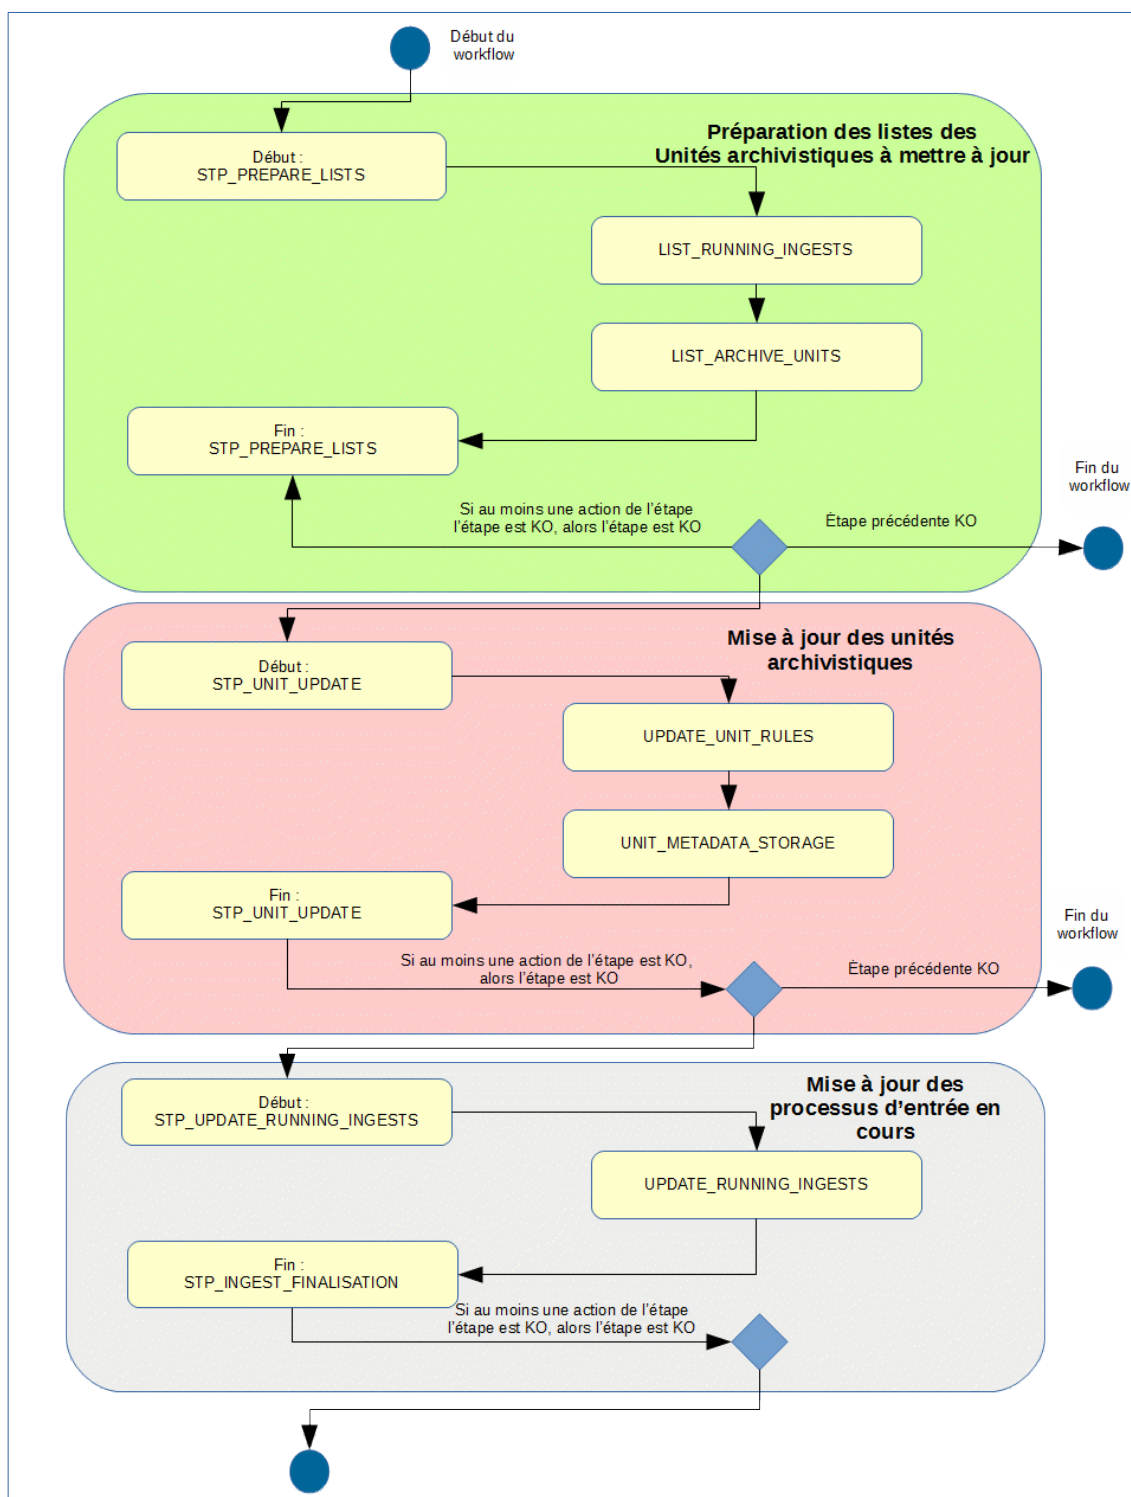 Début du
workflow
Préparation des listes des
Unités archivistiques à mettre à jour
Début :
STP_PREPARE_LISTS
LIST_RUNNING_INGESTS
LIST_ARCHIVE_UNITS
Fin :
STP_PREPARE_LISTS
Fin du
workflow
Si au moins une action de l’étape
l’étape est KO, alors l’étape est KO
Étape précédente KO
Mise à jour des unités
archivistiques
Début :
STP_UNIT_UPDATE
UPDATE_UNIT_RULES
UNIT_METADATA_STORAGE
Fin :
STP_UNIT_UPDATE
Fin du
workflow
Si au moins une action de l’étape est KO,
alors l’étape est KO
Étape précédente KO
Mise à jour des
processus d’entrée en
cours
Début :
STP_UPDATE_RUNNING_INGESTS
UPDATE_RUNNING_INGESTS
Fin :
STP_INGEST_FINALISATION
Si au moins une action de l’étape
l’étape est KO, alors l’étape est KO